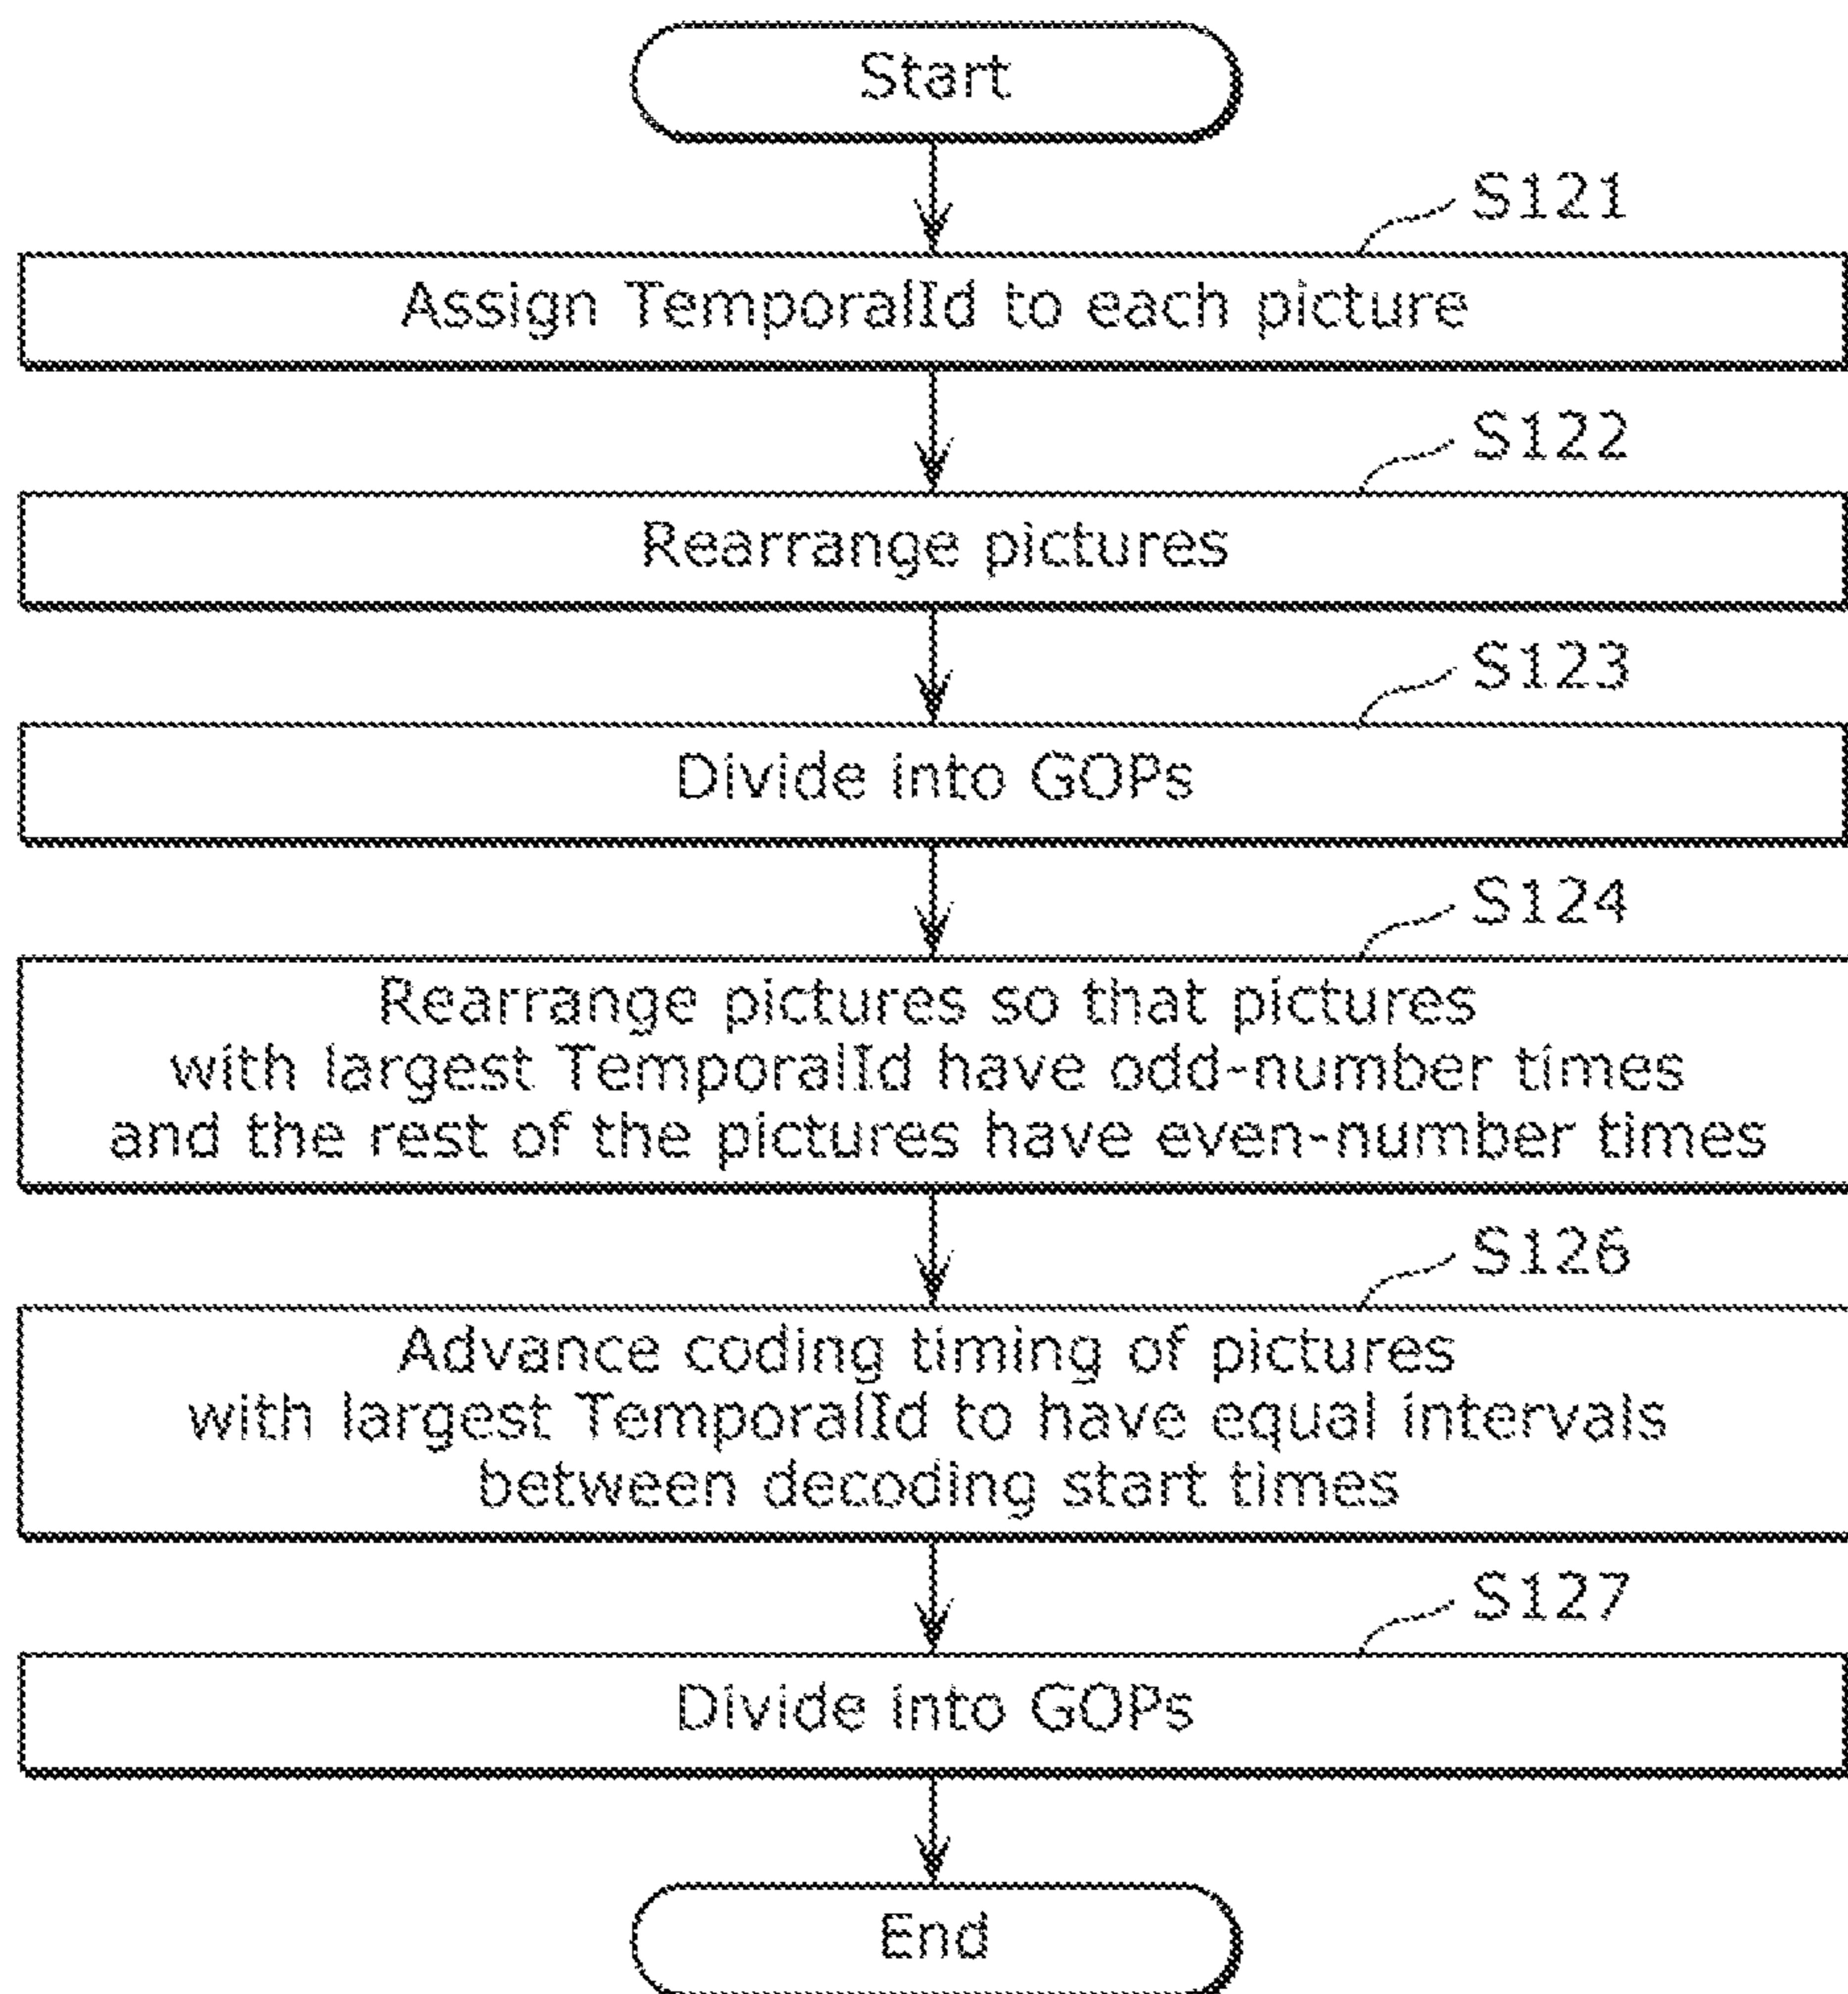 Start
S121
Assign TemporalId to each picture
S122
Rearrange pictures
S123
Divide into GOPs
S124
Rearrange pictures so that pictures
with largest TemporalId have odd-number times
and the rest of the pictures have even-number times
S126
Advance coding timing of pictures
with largest TemporalId to have equal intervals
between decoding start times
S127
Divide into GOPs
End